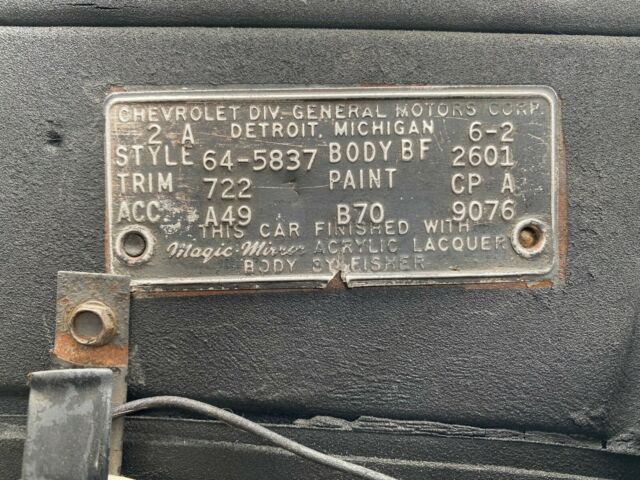 CHEVROLET DIV. GENERAL MOTORS CORP.
2 A DETROIT, MICHIGAN 6-2
STYLE 64-5837 BODY BF 2601
TRIM 722 PAINT CP A
ACC. A49 B70 9076
THIS CAR FINISHED WITH
Magic-Mirror ACRYLIC LACQUER
BODY BY FISHER